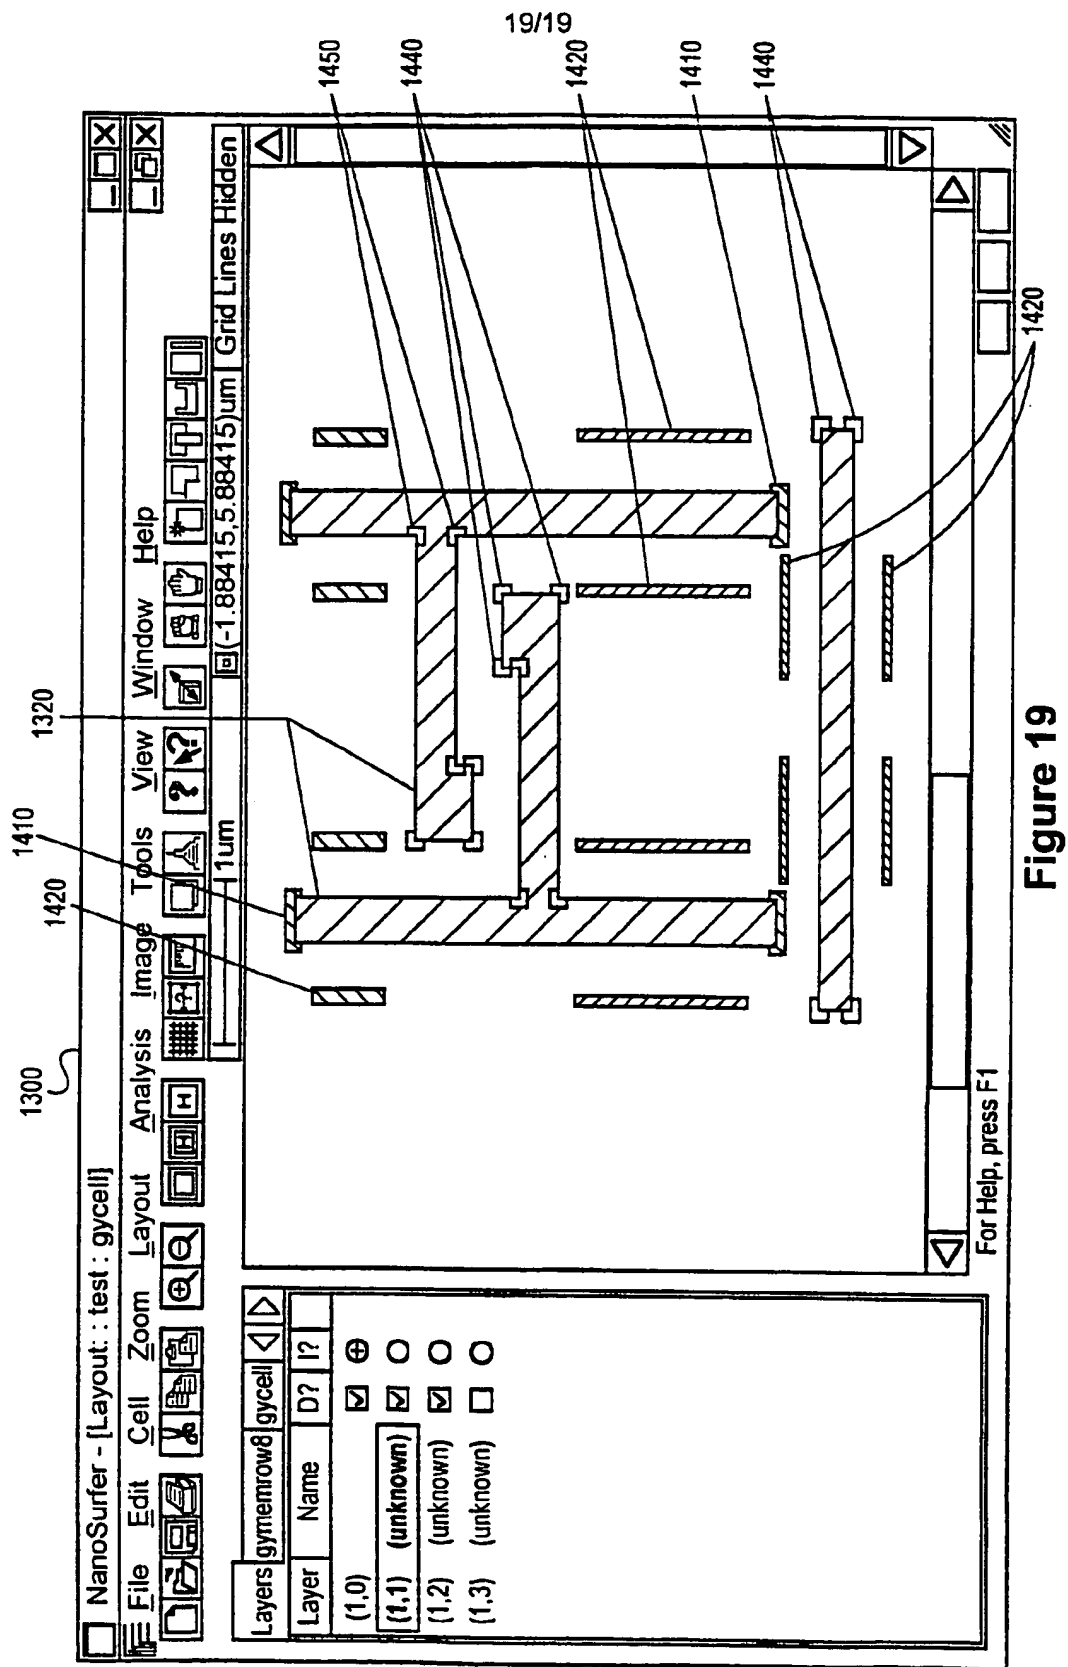 19/19
NanoSurfer - [Layout: : test : gycell]
File Edit Cell Zoom Layout Analysis Image Tools View Window Help
1um (-1.88415,5.88415)um Grid Lines Hidden
Layers gymemrow8 gycell
Layer Name D? I?
(1,0)
(1,1) (unknown)
(1,2) (unknown)
(1,3) (unknown)
For Help, press F1
1300
1420
1410
1320
1450
1440
1420
1410
1440
1420
Figure 19